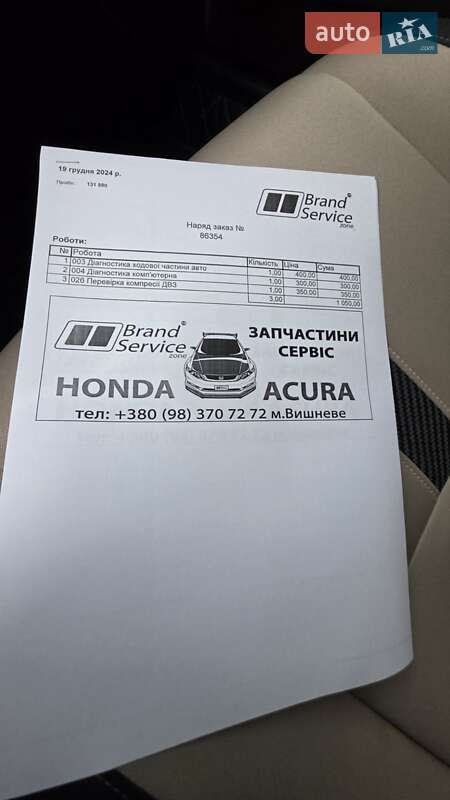 auto RIA.com
19 грудня 2024 р.
Пробіг: 131 880
Brand Service zone
Наряд заказ №
86354
Роботи:
№ Робота Кількість Ціна Сума
1 003 Діагностика ходової частини авто 1,00 400,00 400,00
2 004 Діагностика комп'ютерна 1,00 300,00 300,00
3 026 Перевірка компресії ДВЗ 1,00 350,00 350,00
3,00 1 050,00
Brand Service zone
ЗАПЧАСТИНИ
СЕРВІС
HONDA ACURA
тел: +380 (98) 370 72 72 м.Вишневе